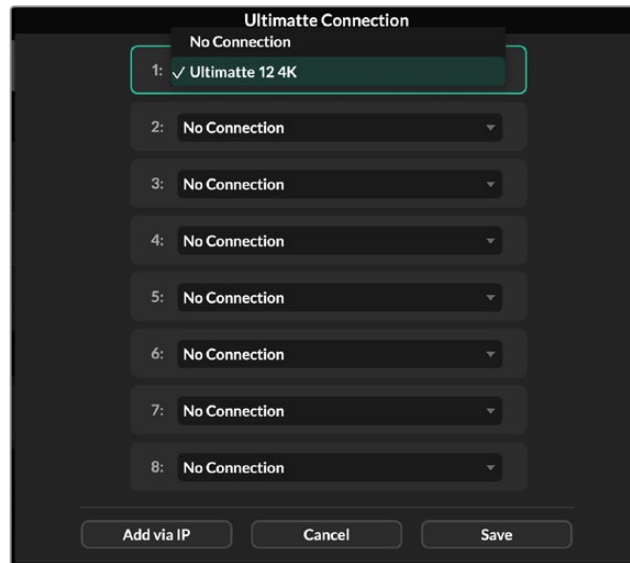 Ultimatte Connection
No Connection
1: ✓ Ultimatte 12 4K
2: No Connection
3: No Connection
4: No Connection
5: No Connection
6: No Connection
7: No Connection
8: No Connection
Add via IP Cancel Save